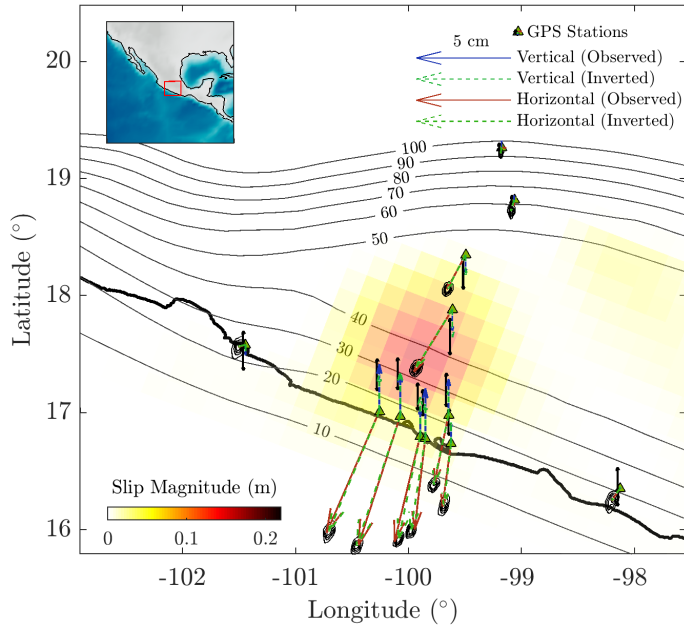 20
19
18
17
16
Latitude (°)
5 cm
GPS Stations
Vertical (Observed)
Vertical (Inverted)
Horizontal (Observed)
Horizontal (Inverted)
100
90
80
70
60
50
40
30
20
10
Slip Magnitude (m)
0 0.1 0.2
-102 -101 -100 -99 -98
Longitude (°)